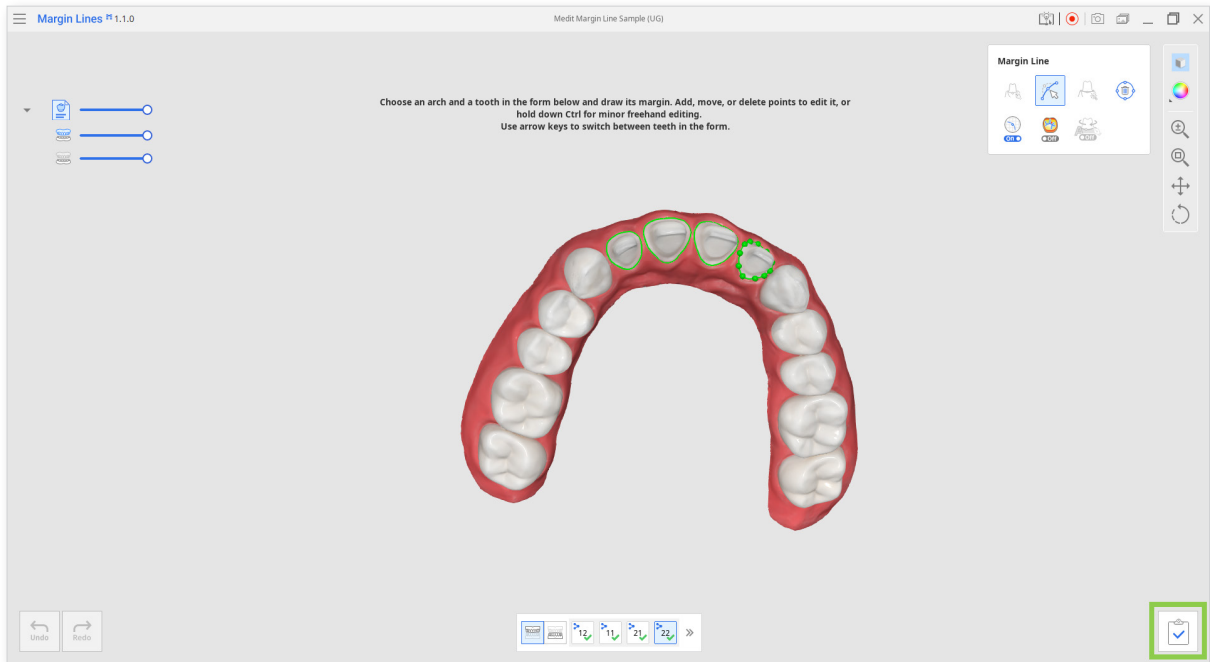 Margin Lines 1.1.0
Medit Margin Line Sample (UG)
Choose an arch and a tooth in the form below and draw its margin. Add, move, or delete points to edit it, or
hold down Ctrl for minor freehand editing.
Use arrow keys to switch between teeth in the form.
Margin Line
On
Off
Off
Undo
Redo
12
11
21
22